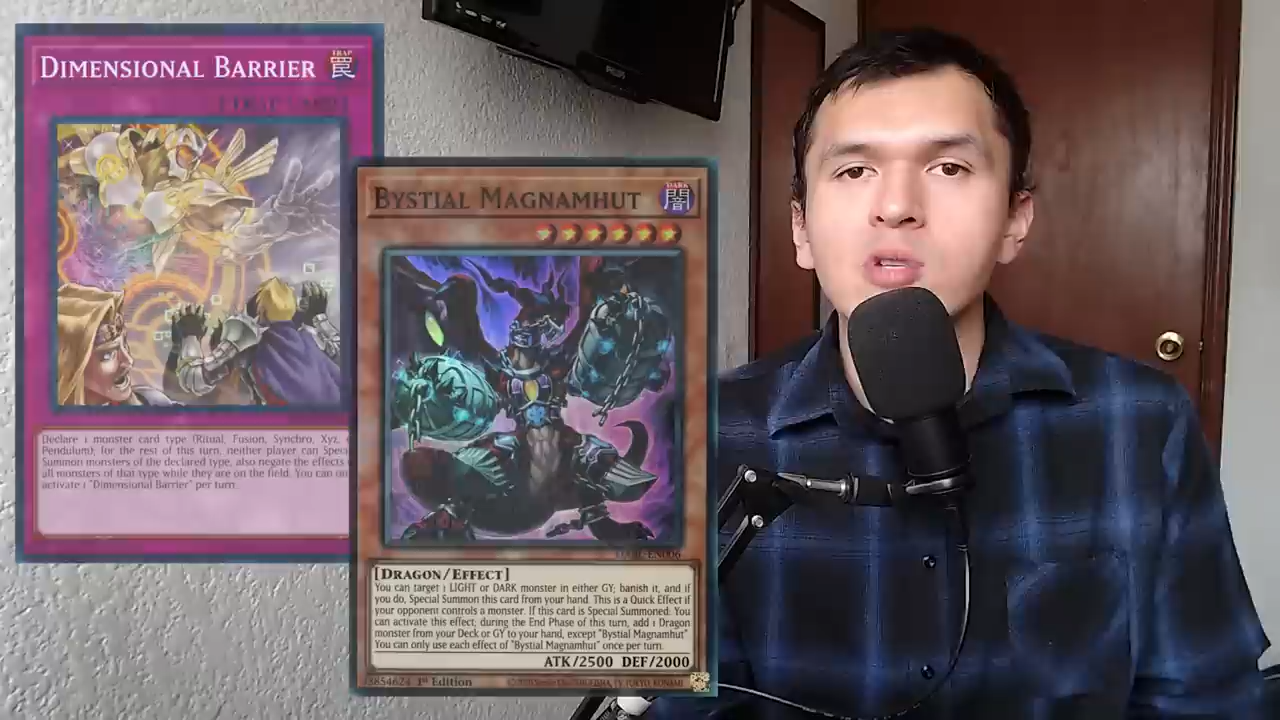 DIMENSIONAL BARRIER
TRAP
罠
Declare 1 monster card type (Ritual, Fusion, Synchro, Xyz,
Pendulum); for the rest of this turn, neither player can
Summon monsters of the declared type, also negate the effects
all monsters of that type while they are on the field. You can
activate 1 "Dimensional Barrier" per turn.
BYSTIAL MAGNAMHUT
DARK
闇
[DRAGON/EFFECT]
You can target 1 LIGHT or DARK monster in either GY; banish it, and if
you do, Special Summon this card from your hand. This is a Quick Effect if
your opponent controls a monster. If this card is Special Summoned: You
can activate this effect; during the End Phase of this turn, add 1 Dragon
monster from your Deck or GY to your hand, except "Bystial Magnamhut".
You can only use each effect of "Bystial Magnamhut" once per turn.
ATK/2500 DEF/2000
1st Edition